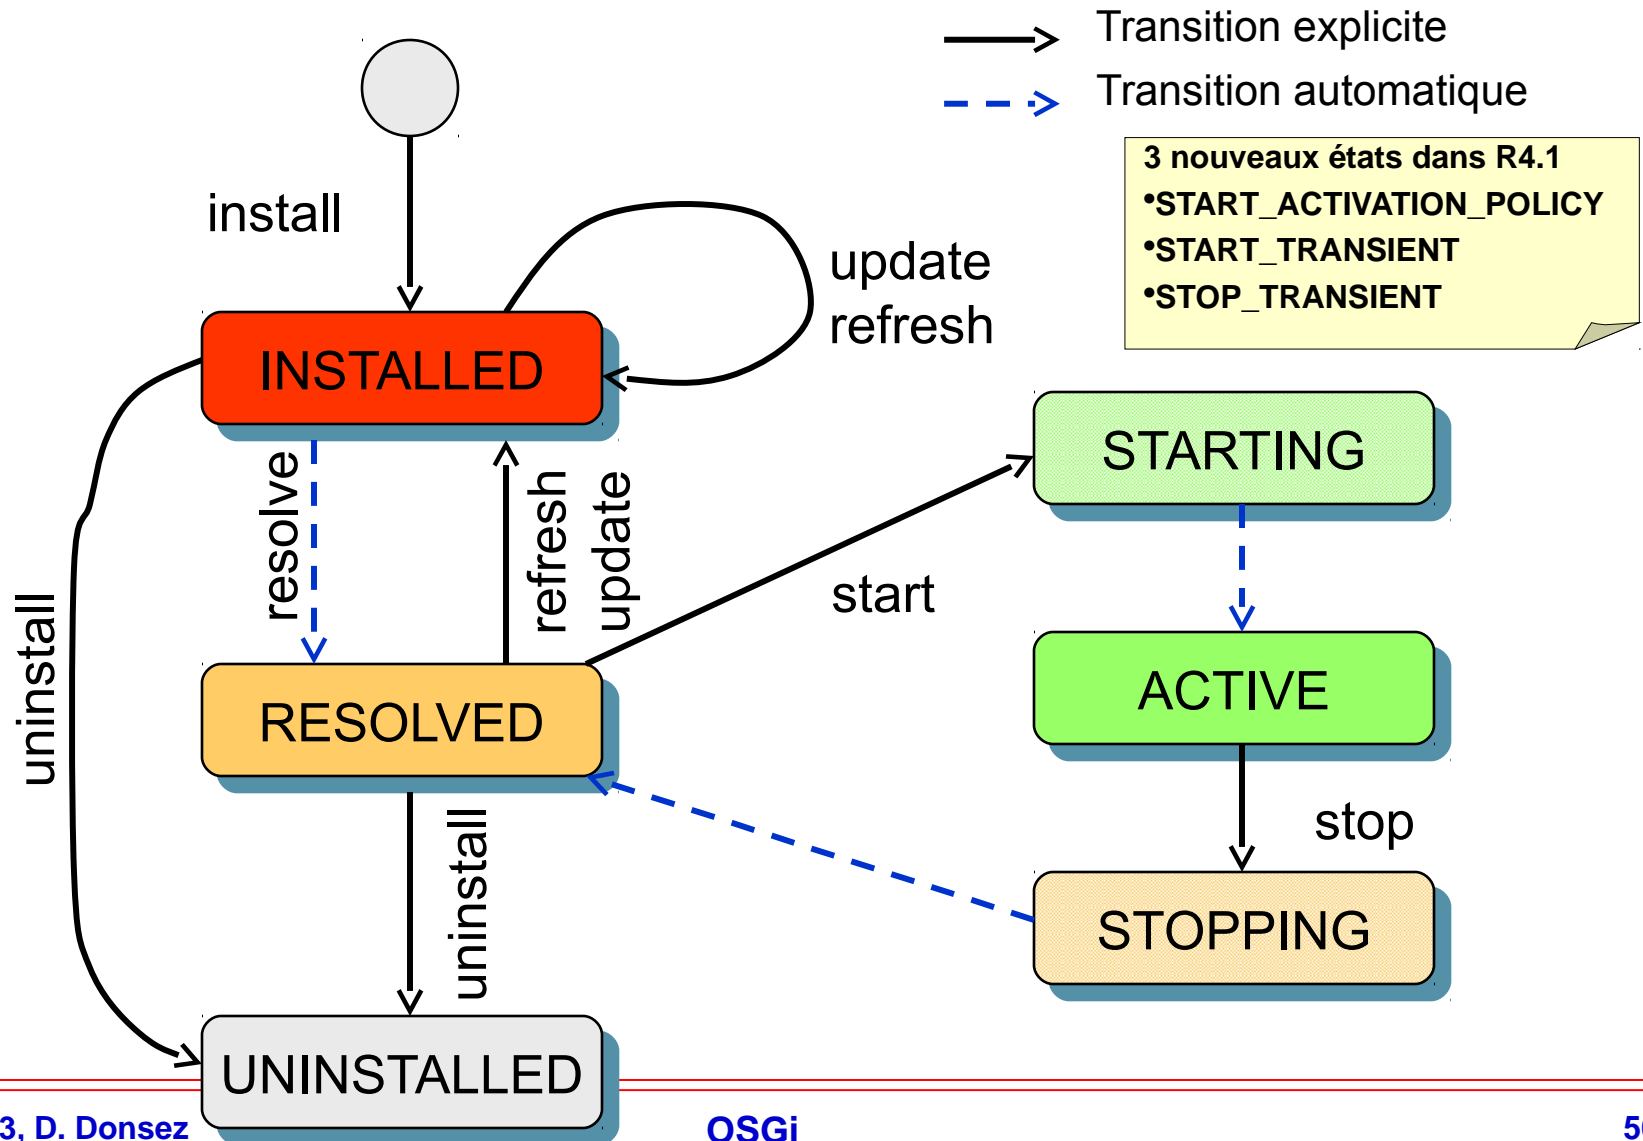 Transition explicite
Transition automatique
3 nouveaux états dans R4.1
•START_ACTIVATION_POLICY
•START_TRANSIENT
•STOP_TRANSIENT
install
update
refresh
INSTALLED
STARTING
resolve
refresh
update
start
uninstall
RESOLVED
ACTIVE
stop
uninstall
STOPPING
UNINSTALLED
3, D. Donsez
OSGi